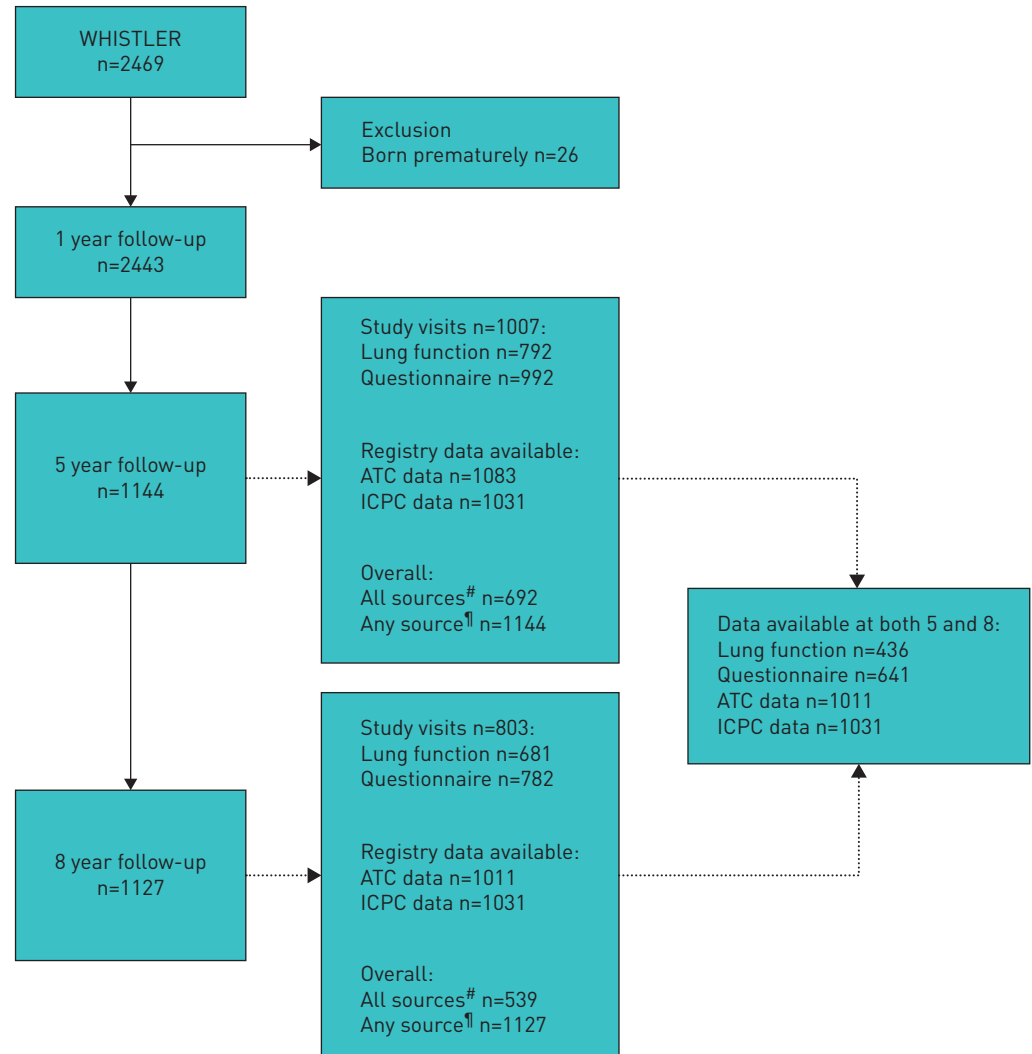 WHISTLER
n=2469
Exclusion
Born prematurely n=26
1 year follow-up
n=2443
Study visits n=1007:
Lung function n=792
Questionnaire n=992
Registry data available:
ATC data n=1083
ICPC data n=1031
Overall:
All sources# n=692
Any source¶ n=1144
5 year follow-up
n=1144
Data available at both 5 and 8:
Lung function n=436
Questionnaire n=641
ATC data n=1011
ICPC data n=1031
Study visits n=803:
Lung function n=681
Questionnaire n=782
Registry data available:
ATC data n=1011
ICPC data n=1031
Overall:
All sources# n=539
Any source¶ n=1127
8 year follow-up
n=1127